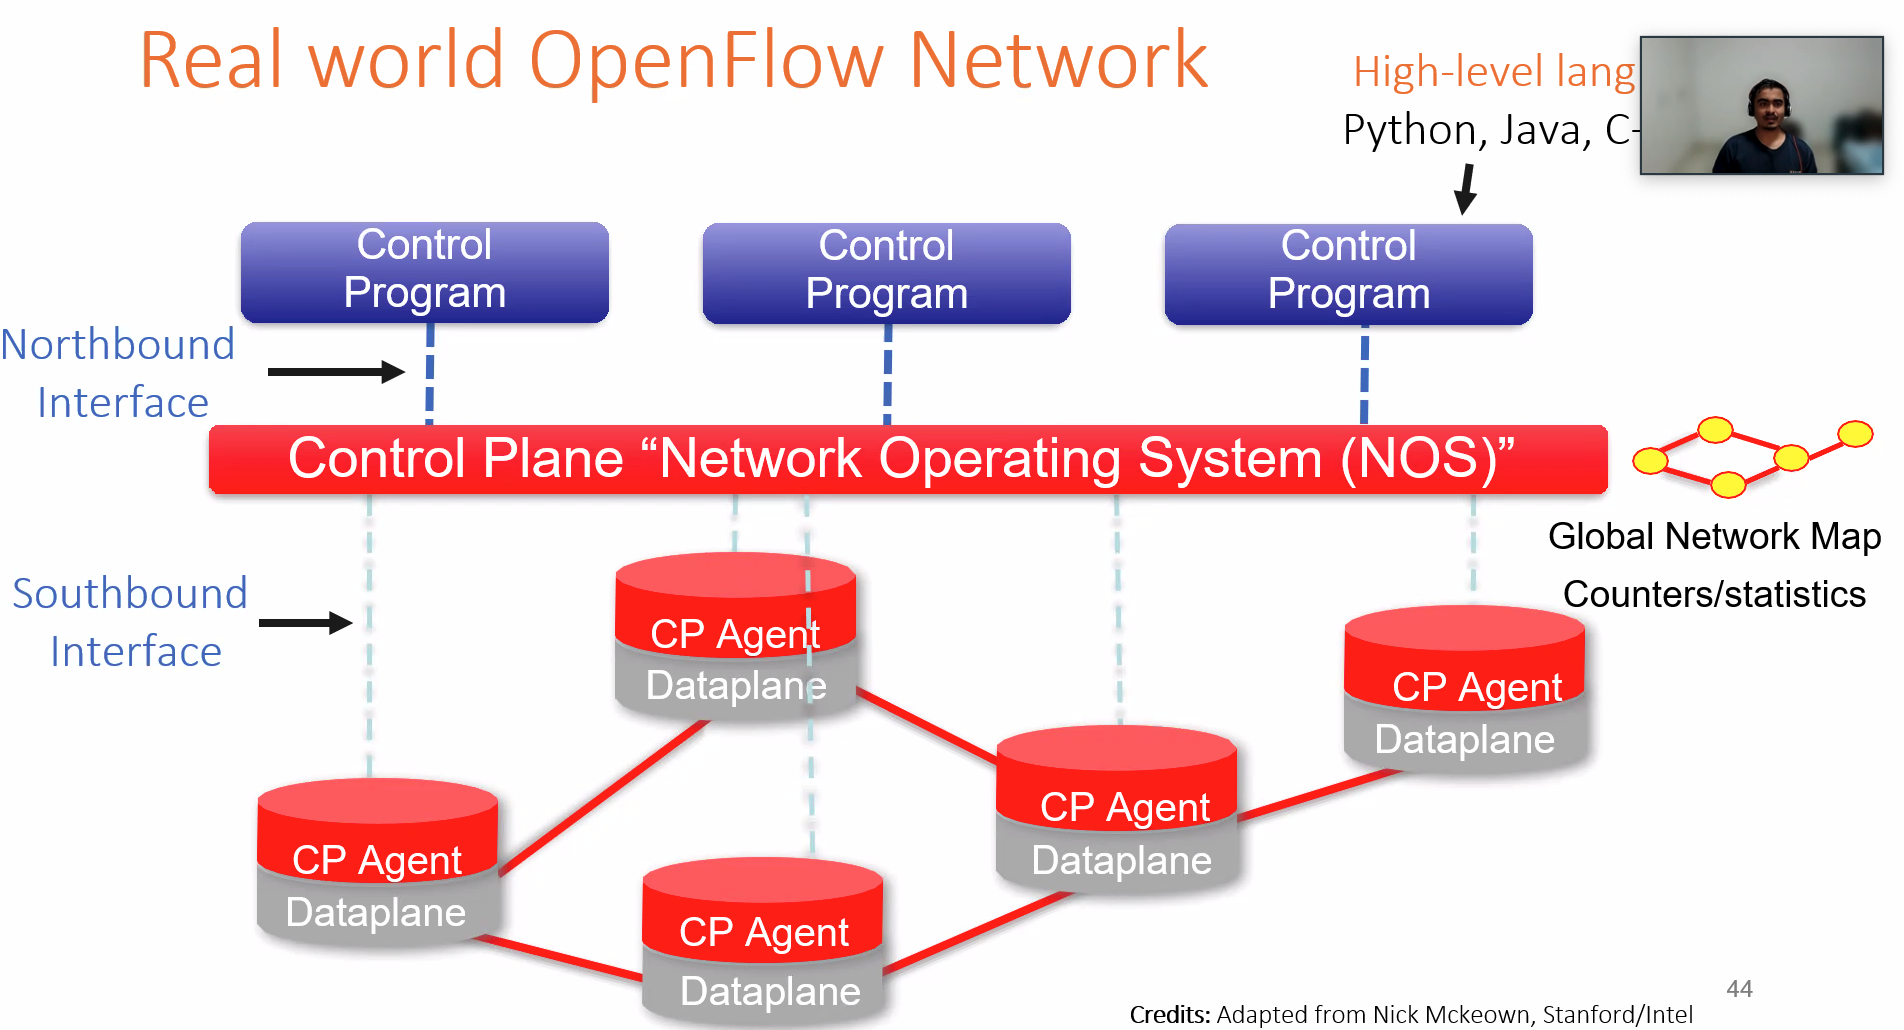 Real world OpenFlow Network
High-level lang
Python, Java, C-
Control
Program
Control
Program
Control
Program
Northbound
Interface
Control Plane “Network Operating System (NOS)”
Global Network Map
Counters/statistics
Southbound
Interface
CP Agent
Dataplane
CP Agent
Dataplane
CP Agent
Dataplane
CP Agent
Dataplane
CP Agent
Dataplane
44
Credits: Adapted from Nick Mckeown, Stanford/Intel